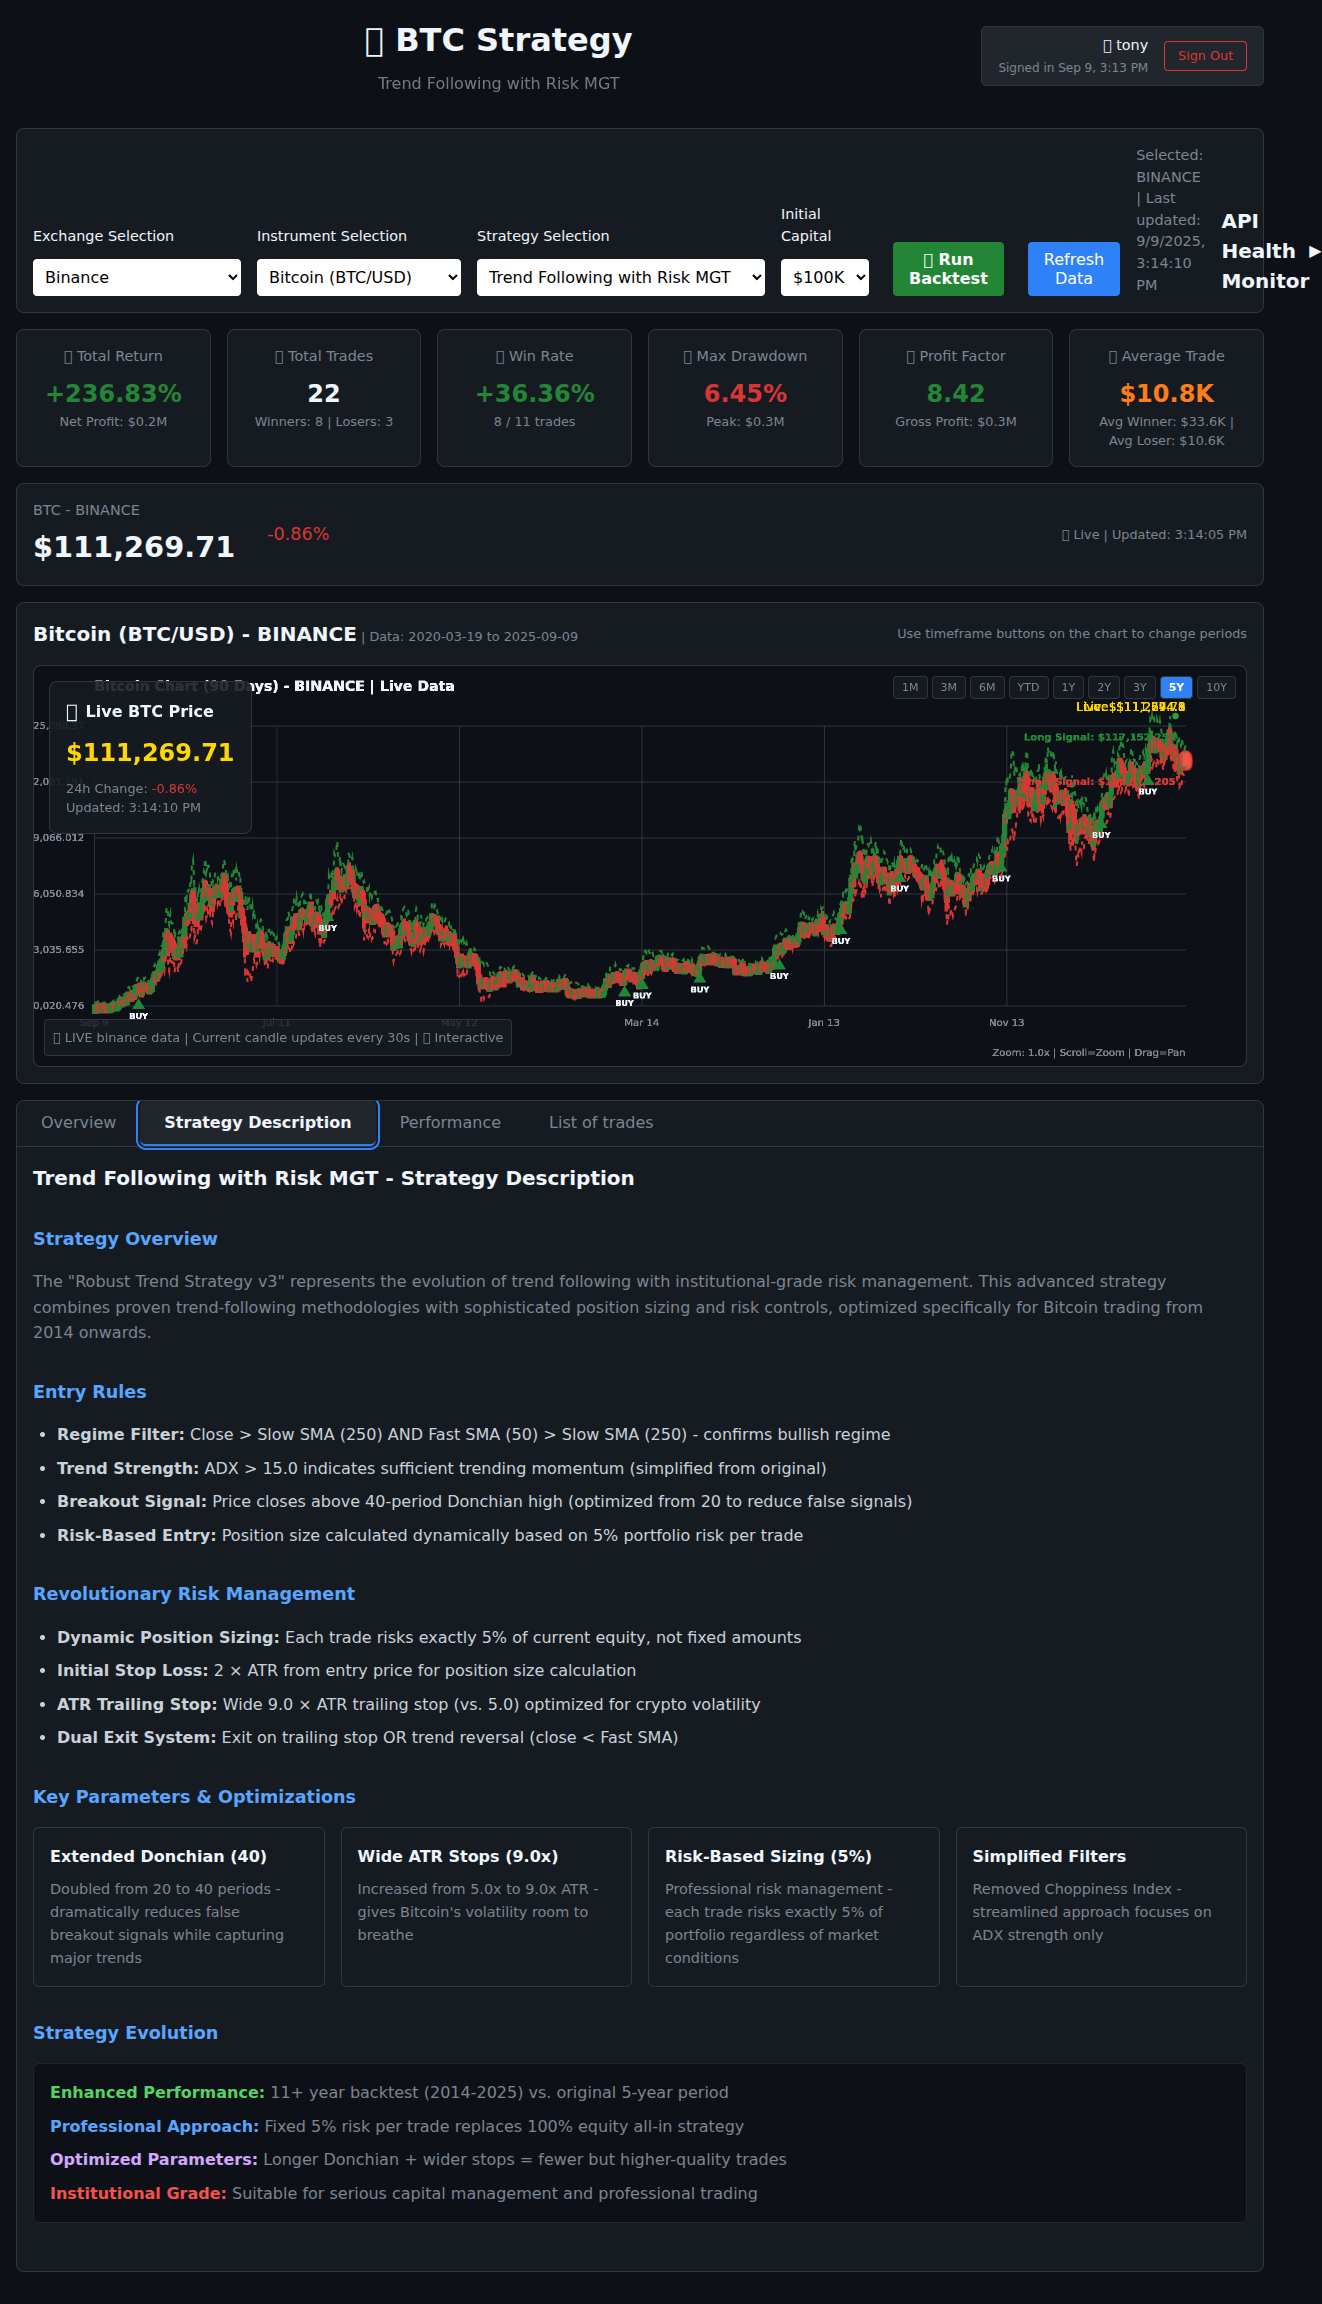 BTC Strategy
Trend Following with Risk MGT
tony
Signed in Sep 9, 3:13 PM
Sign Out
Exchange Selection
Binance
Instrument Selection
Bitcoin (BTC/USD)
Strategy Selection
Trend Following with Risk MGT
Initial
Capital
$100K
Run
Backtest
Refresh
Data
Selected:
BINANCE
| Last
updated:
9/9/2025,
3:14:10
PM
API
Health ▶
Monitor
Total Return
+236.83%
Net Profit: $0.2M
Total Trades
22
Winners: 8 | Losers: 3
Win Rate
+36.36%
8 / 11 trades
Max Drawdown
6.45%
Peak: $0.3M
Profit Factor
8.42
Gross Profit: $0.3M
Average Trade
$10.8K
Avg Winner: $33.6K |
Avg Loser: $10.6K
BTC - BINANCE
$111,269.71
-0.86%
Live | Updated: 3:14:05 PM
Bitcoin (BTC/USD) - BINANCE | Data: 2020-03-19 to 2025-09-09
Use timeframe buttons on the chart to change periods
Bitcoin Chart (90 Days) - BINANCE | Live Data
1M 3M 6M YTD 1Y 2Y 3Y 5Y 10Y
Live BTC Price
$111,269.71
24h Change: -0.86%
Updated: 3:14:10 PM
Long Signal:
9,066.012
6,050.834
3,035.655
0,020.476
BUY
BUY
BUY
BUY
BUY
BUY
BUY
BUY
BUY
BUY
BUY
Sep 9
Jul 11
May 12
Mar 14
Jan 13
Nov 13
LIVE binance data | Current candle updates every 30s | Interactive
Zoom: 1.0x | Scroll=Zoom | Drag=Pan
Overview
Strategy Description
Performance
List of trades
Trend Following with Risk MGT - Strategy Description
Strategy Overview
The "Robust Trend Strategy v3" represents the evolution of trend following with institutional-grade risk management. This advanced strategy
combines proven trend-following methodologies with sophisticated position sizing and risk controls, optimized specifically for Bitcoin trading from
2014 onwards.
Entry Rules
• Regime Filter: Close > Slow SMA (250) AND Fast SMA (50) > Slow SMA (250) - confirms bullish regime
• Trend Strength: ADX > 15.0 indicates sufficient trending momentum (simplified from original)
• Breakout Signal: Price closes above 40-period Donchian high (optimized from 20 to reduce false signals)
• Risk-Based Entry: Position size calculated dynamically based on 5% portfolio risk per trade
Revolutionary Risk Management
• Dynamic Position Sizing: Each trade risks exactly 5% of current equity, not fixed amounts
• Initial Stop Loss: 2 × ATR from entry price for position size calculation
• ATR Trailing Stop: Wide 9.0 × ATR trailing stop (vs. 5.0) optimized for crypto volatility
• Dual Exit System: Exit on trailing stop OR trend reversal (close < Fast SMA)
Key Parameters & Optimizations
Extended Donchian (40)
Doubled from 20 to 40 periods -
dramatically reduces false
breakout signals while capturing
major trends
Wide ATR Stops (9.0x)
Increased from 5.0x to 9.0x ATR -
gives Bitcoin's volatility room to
breathe
Risk-Based Sizing (5%)
Professional risk management -
each trade risks exactly 5% of
portfolio regardless of market
conditions
Simplified Filters
Removed Choppiness Index -
streamlined approach focuses on
ADX strength only
Strategy Evolution
Enhanced Performance: 11+ year backtest (2014-2025) vs. original 5-year period
Professional Approach: Fixed 5% risk per trade replaces 100% equity all-in strategy
Optimized Parameters: Longer Donchian + wider stops = fewer but higher-quality trades
Institutional Grade: Suitable for serious capital management and professional trading